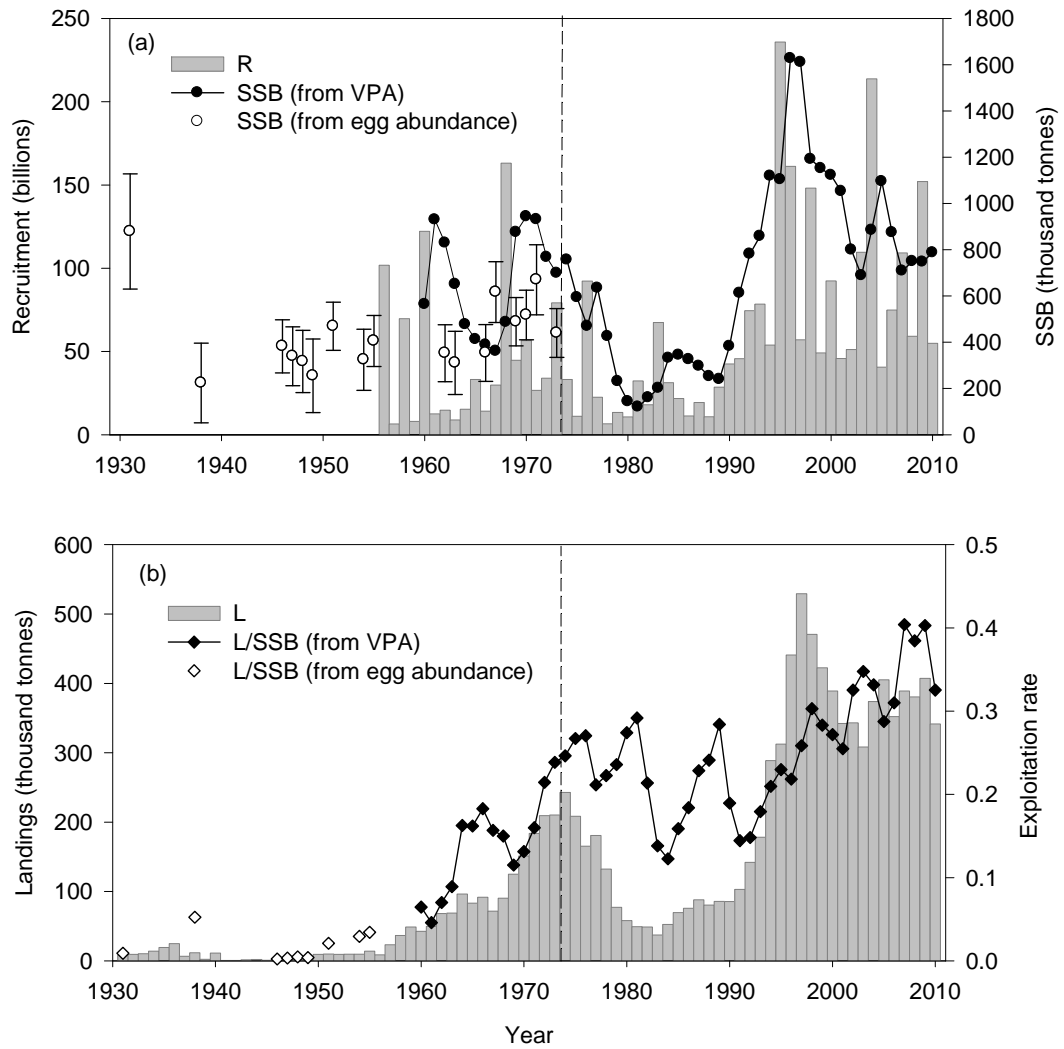 (a)
R
SSB (from VPA)
SSB (from egg abundance)
Recruitment (billions)
SSB (thousand tonnes)
250
200
150
100
50
0
1800
1600
1400
1200
1000
800
600
400
200
0
1930 1940 1950 1960 1970 1980 1990 2000 2010
(b)
L
L/SSB (from VPA)
L/SSB (from egg abundance)
Landings (thousand tonnes)
Exploitation rate
600
500
400
300
200
100
0
0.5
0.4
0.3
0.2
0.1
0.0
1930 1940 1950 1960 1970 1980 1990 2000 2010
Year